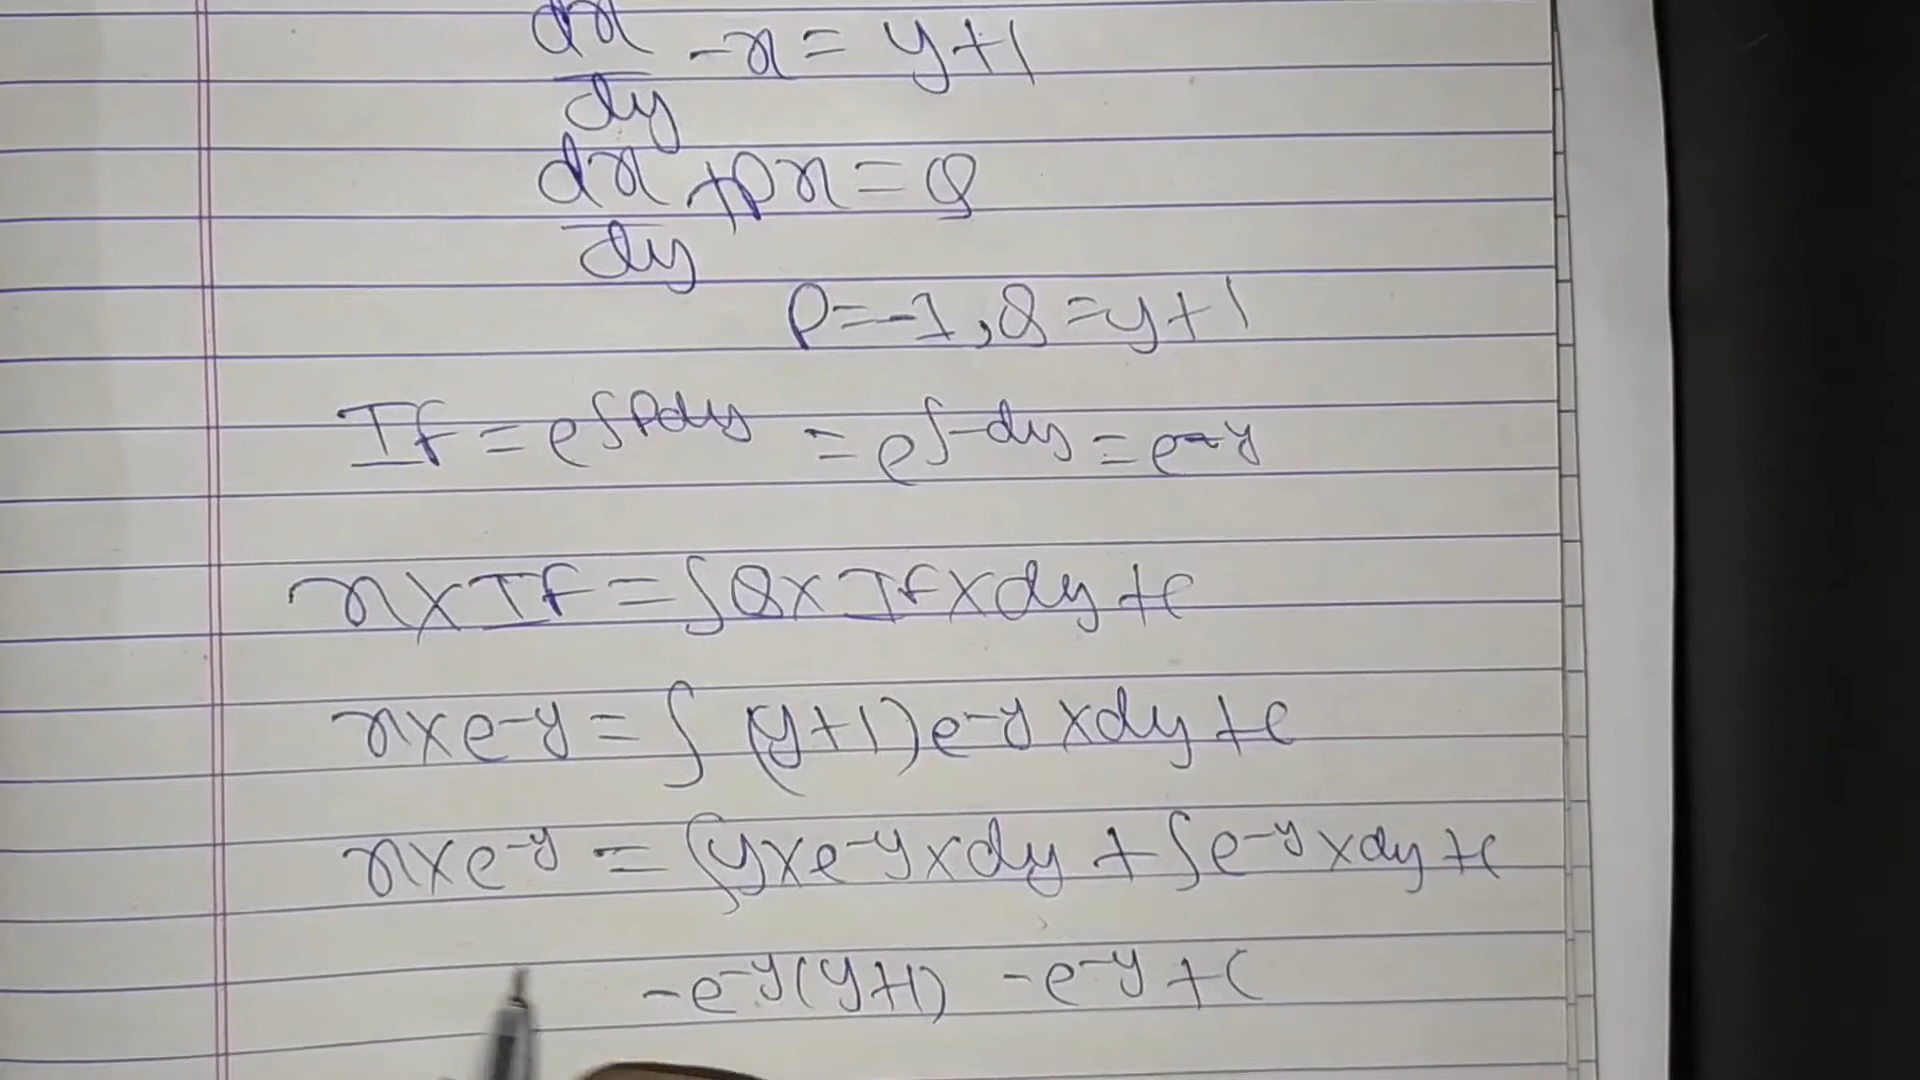 dx/dy - x = y+1
dx/dy + Px = Q
P = -1, Q = y+1
If = e^∫Pdy = e^∫-dy = e^-y
x × If = ∫Q × If × dy + c
x × e^-y = ∫ (y+1) e^-y × dy + c
x × e^-y = ∫y × e^-y × dy + ∫e^-y × dy + c
-e^-y (y+1) - e^-y + c